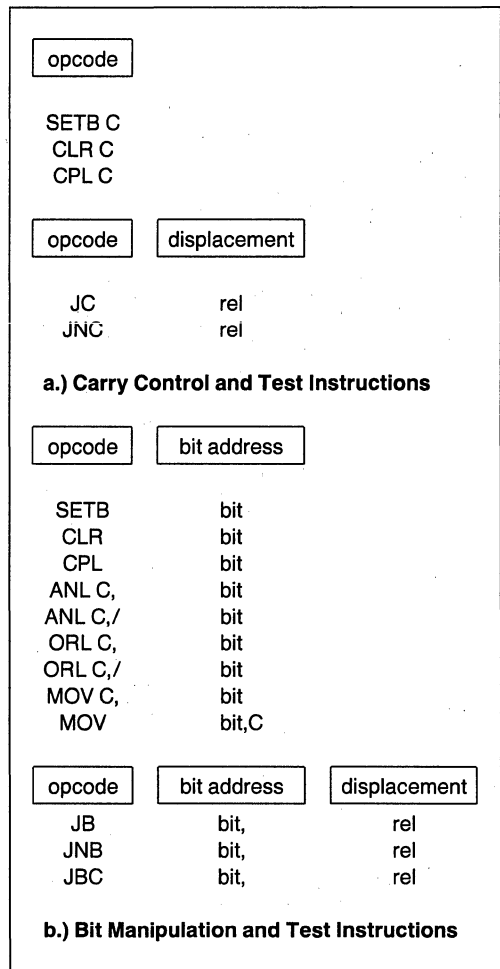 opcode
SETB C
CLR C
CPL C
opcode displacement
JC rel
JNC rel
a.) Carry Control and Test Instructions
opcode bit address
SETB bit
CLR bit
CPL bit
ANL C, bit
ANL C,/ bit
ORL C, bit
ORL C,/ bit
MOV C, bit
MOV bit,C
opcode bit address displacement
JB bit, rel
JNB bit, rel
JBC bit, rel
b.) Bit Manipulation and Test Instructions